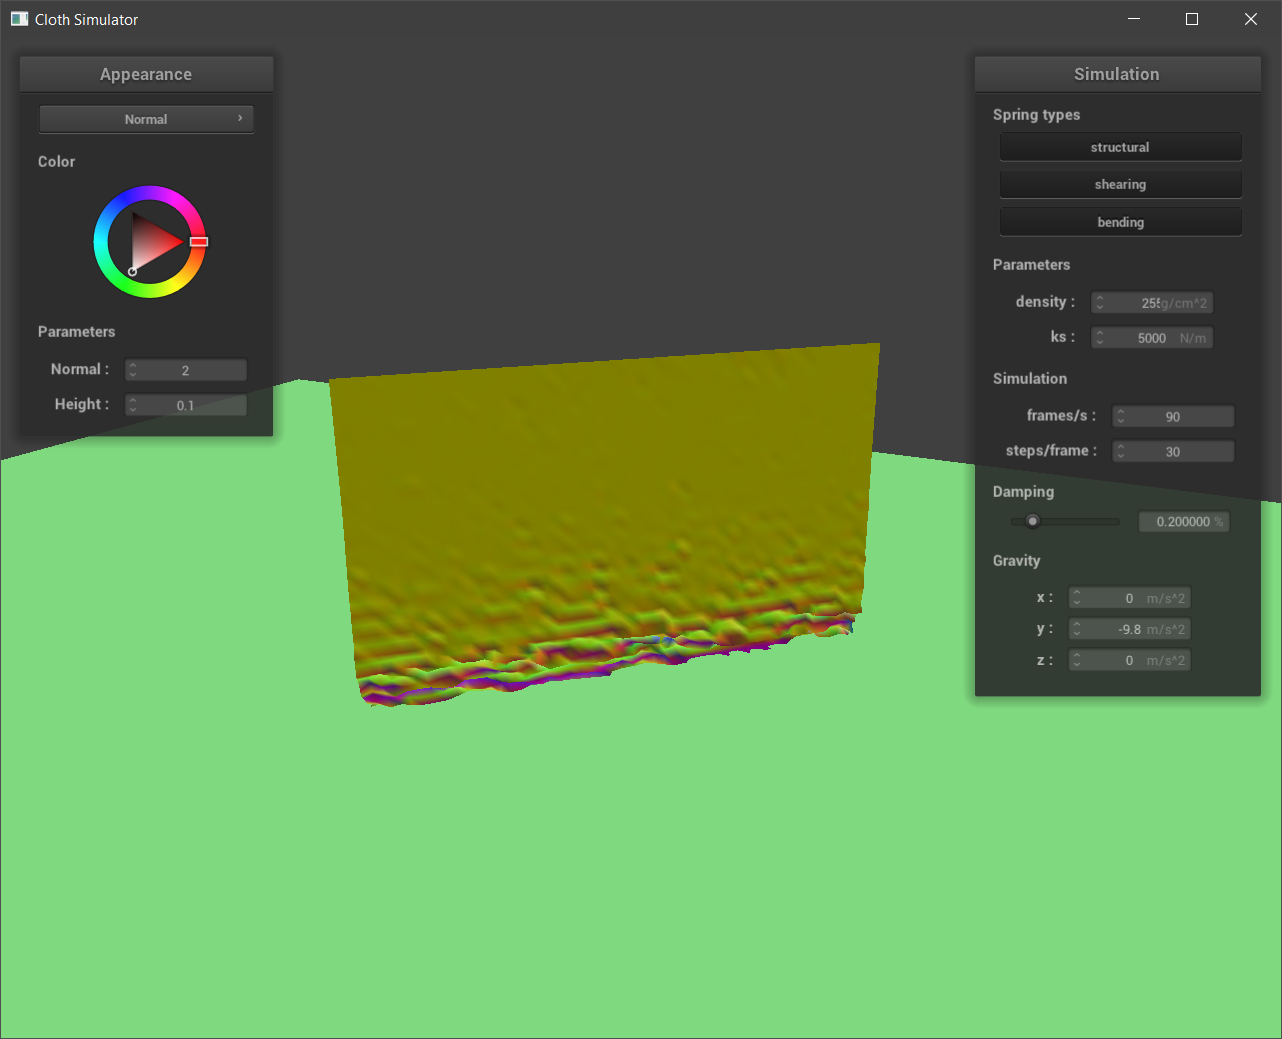 Cloth Simulator
Appearance
Normal
Color
Parameters
Normal :
2
Height :
0.1
Simulation
Spring types
structural
shearing
bending
Parameters
density :
g/cm^2
ks :
5000 N/m
Simulation
frames/s :
90
steps/frame :
30
Damping
0.200000 %
Gravity
x :
0 m/s^2
y :
-9.8 m/s^2
z :
0 m/s^2